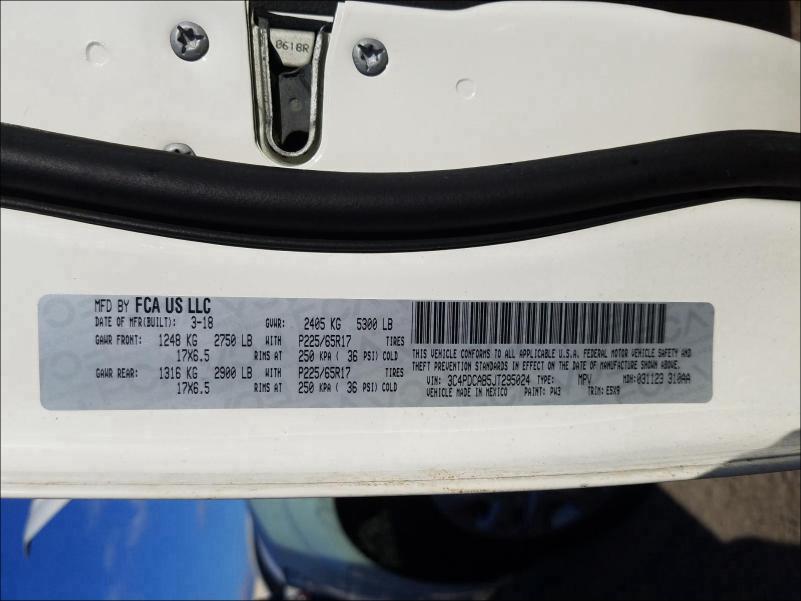 0618R
MFD BY FCA US LLC
DATE OF MFR(BUILT): 3-18 GVWR: 2405 KG 5300 LB
GAWR FRONT: 1248 KG 2750 LB WITH P225/65R17 TIRES
17X6.5 RIMS AT 250 KPA ( 36 PSI) COLD
GAWR REAR: 1316 KG 2900 LB WITH P225/65R17 TIRES
17X6.5 RIMS AT 250 KPA ( 36 PSI) COLD
THIS VEHICLE CONFORMS TO ALL APPLICABLE U.S.A. FEDERAL MOTOR VEHICLE SAFETY AND
THEFT PREVENTION STANDARDS IN EFFECT ON THE DATE OF MANUFACTURE SHOWN ABOVE.
VIN: 3C4PDCAB5JT295024 TYPE: MPV MDH: 031123 310AA
VEHICLE MADE IN MEXICO PAINT: PW3 TRIM: E5X9